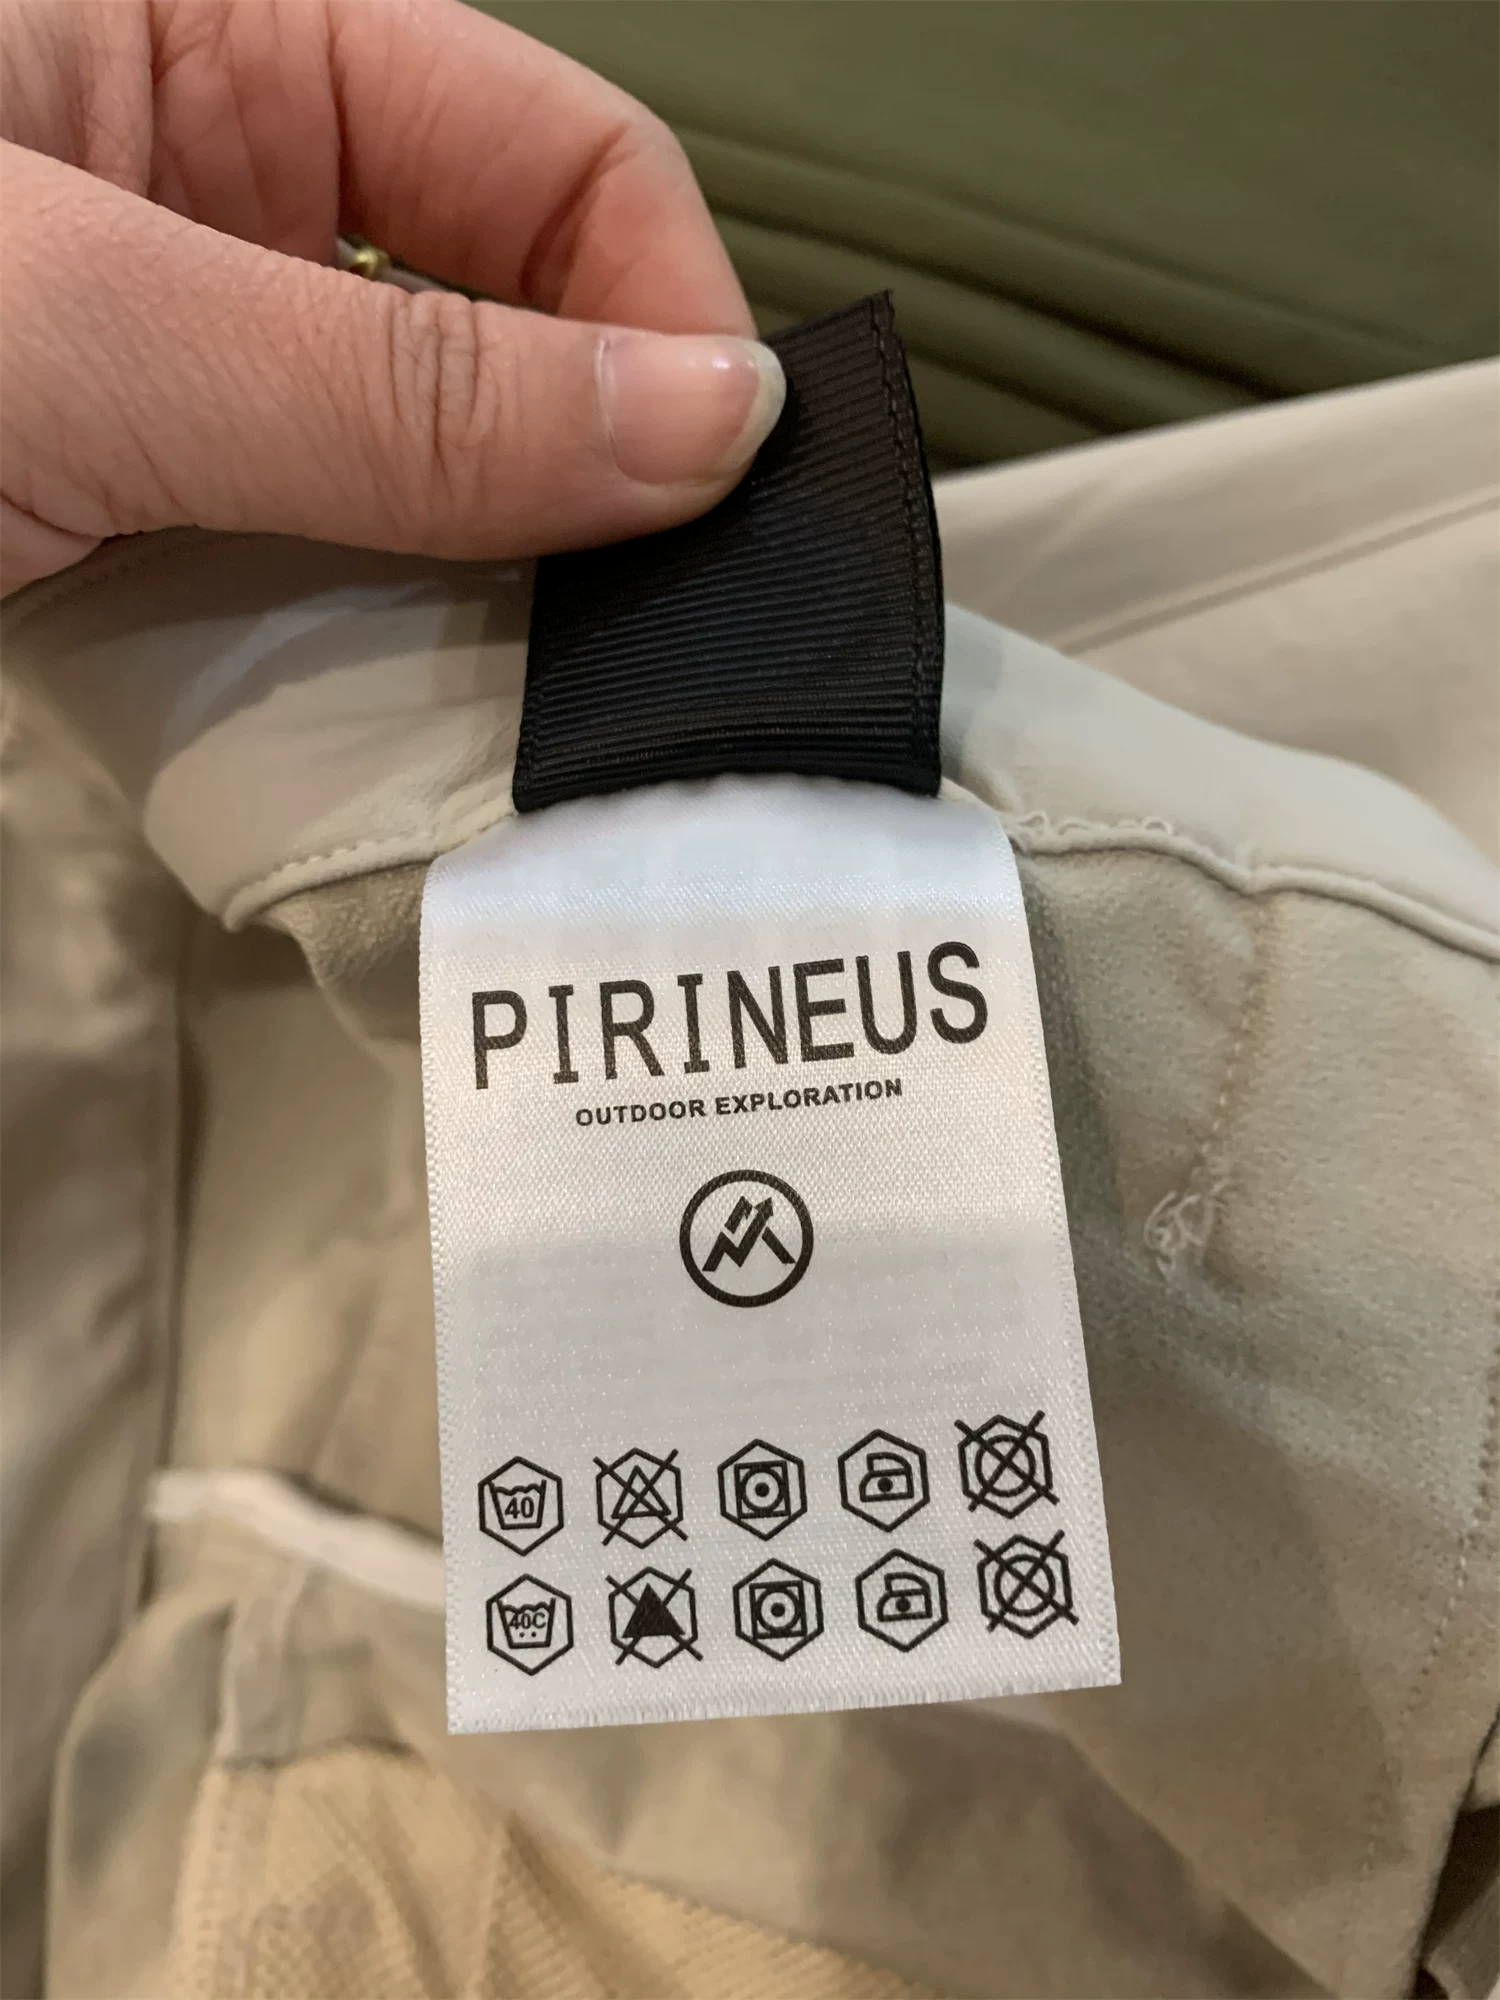 PIRINEUS
OUTDOOR EXPLORATION
40
40C